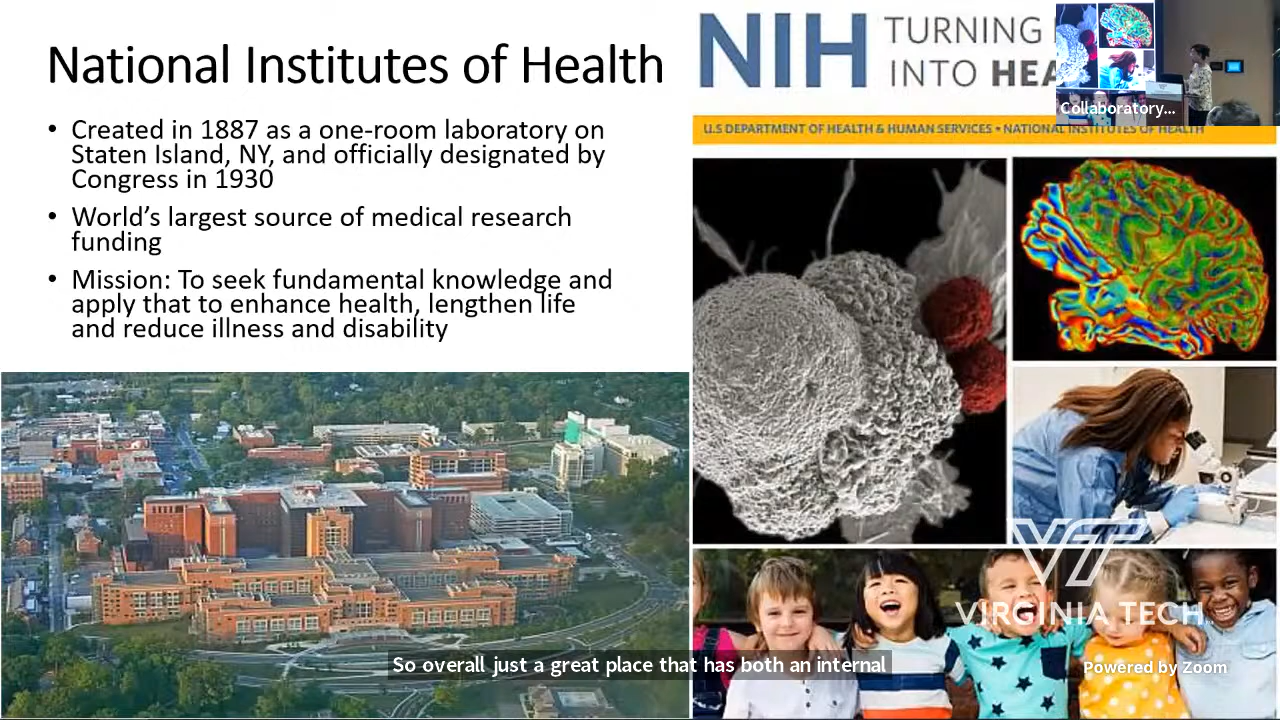 National Institutes of Health
• Created in 1887 as a one-room laboratory on
Staten Island, NY, and officially designated by
Congress in 1930
• World's largest source of medical research
funding
• Mission: To seek fundamental knowledge and
apply that to enhance health, lengthen life
and reduce illness and disability
NIH
TURNING
INTO HEA
Collaboratory...
U.S DEPARTMENT OF HEALTH & HUMAN SERVICES • NATIONAL INSTITUTES OF HEALTH
VT
VIRGINIA TECH
So overall just a great place that has both an internal
Powered by Zoom